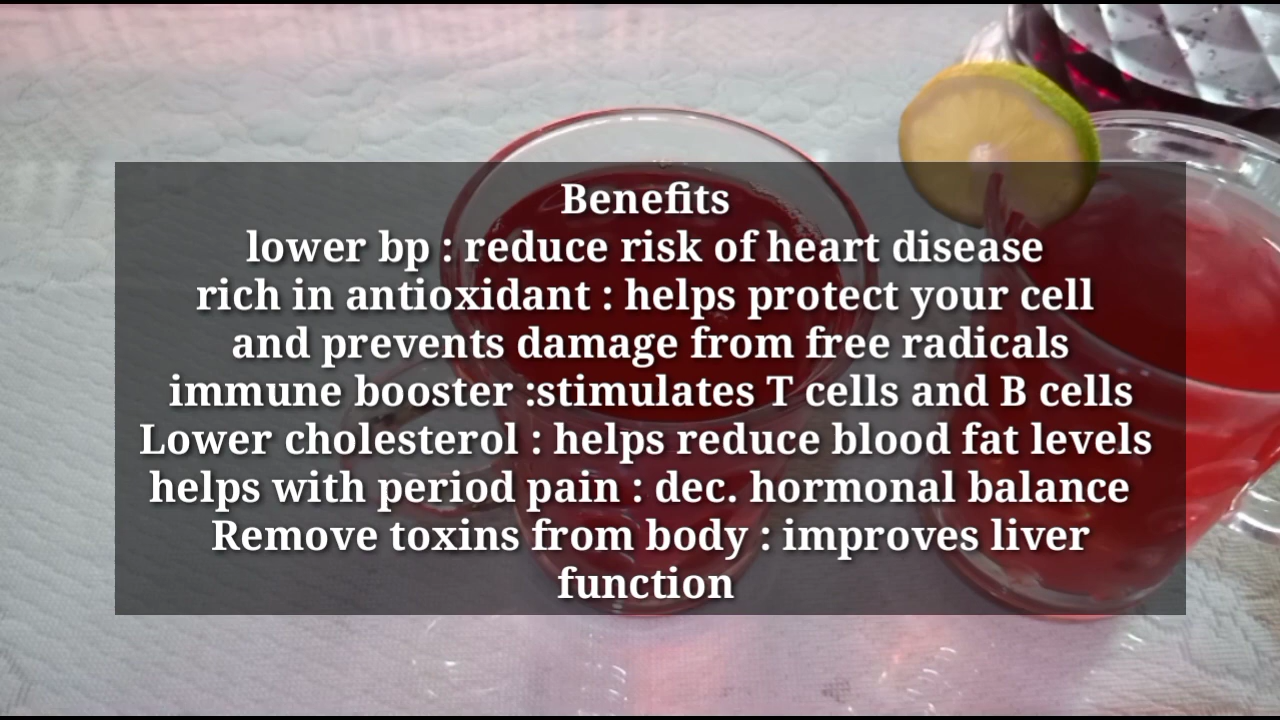 Benefits
lower bp : reduce risk of heart disease
rich in antioxidant : helps protect your cell
and prevents damage from free radicals
immune booster :stimulates T cells and B cells
Lower cholesterol : helps reduce blood fat levels
helps with period pain : dec. hormonal balance
Remove toxins from body : improves liver
function